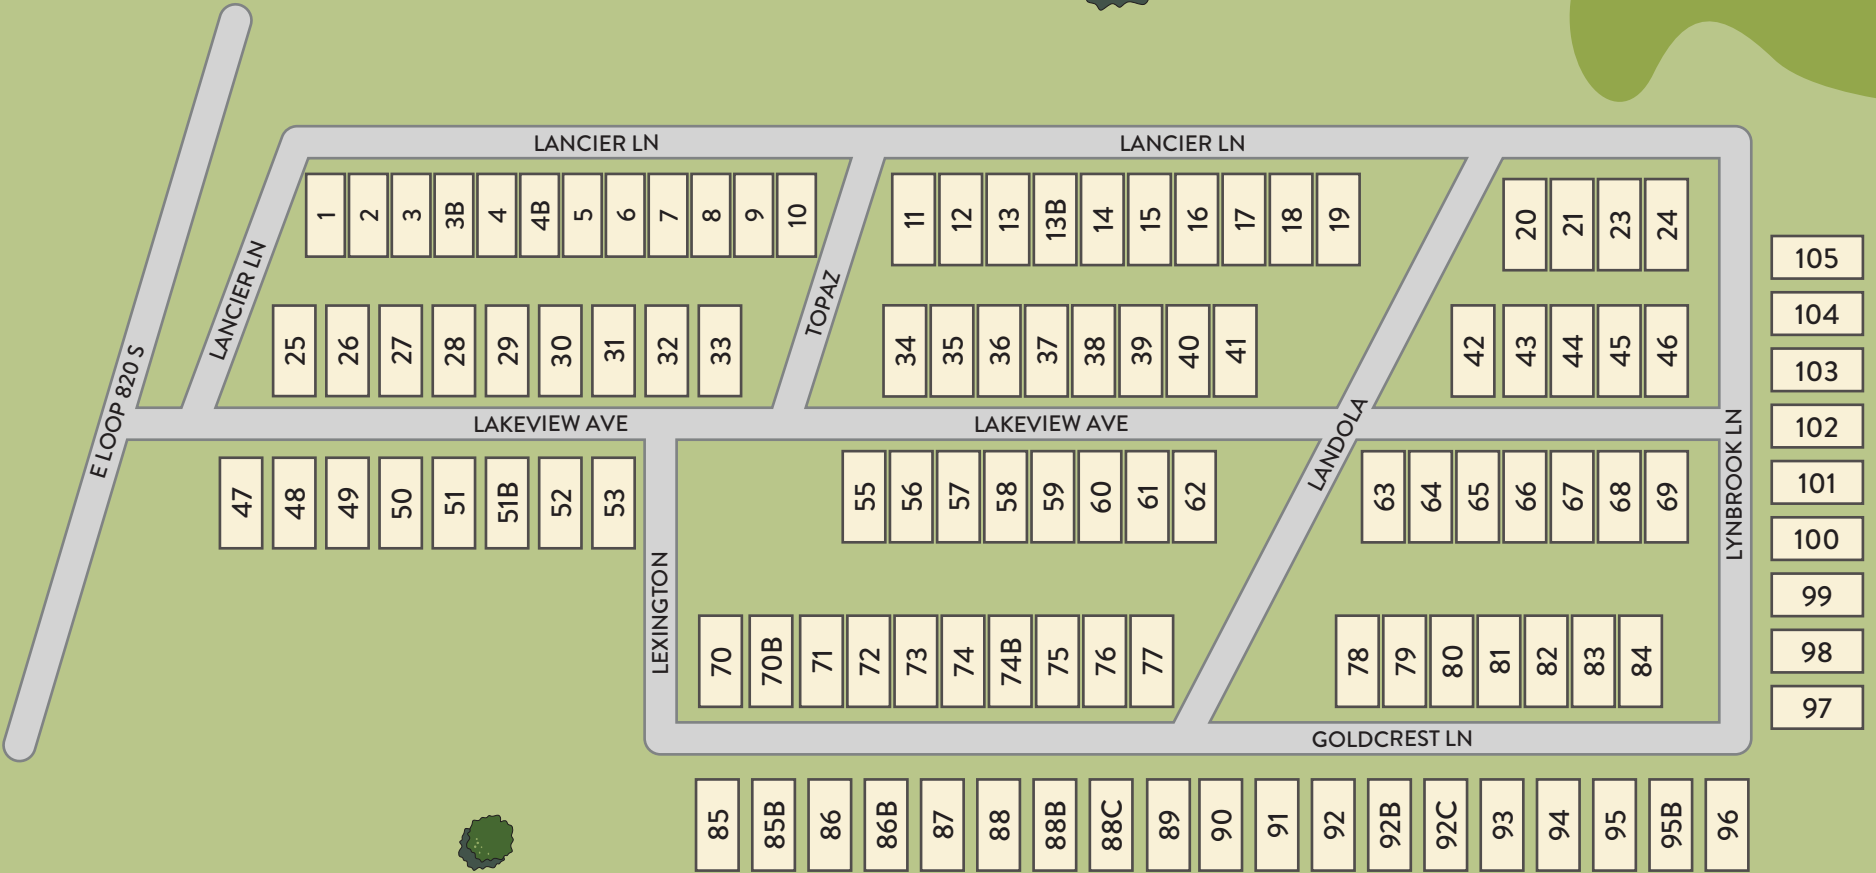 LANCIER LN
LANCIER LN
1 2 3 3B 4 4B 5 6 7 8 9 10
11 12 13 13B 14 15 16 17 18 19
20 21 23 24
LANCIER LN
TOPAZ
25 26 27 28 29 30 31 32 33
34 35 36 37 38 39 40 41
42 43 44 45 46
E LOOP 820 S
LAKEVIEW AVE
LAKEVIEW AVE
LANDOLA
LYNBROOK LN
47 48 49 50 51 51B 52 53
55 56 57 58 59 60 61 62
63 64 65 66 67 68 69
LEXINGTON
70 70B 71 72 73 74 74B 75 76 77
78 79 80 81 82 83 84
105
104
103
102
101
100
99
98
97
GOLDCREST LN
85 85B 86 86B 87 88 88B 88C 89 90 91 92 92B 92C 93 94 95 95B 96